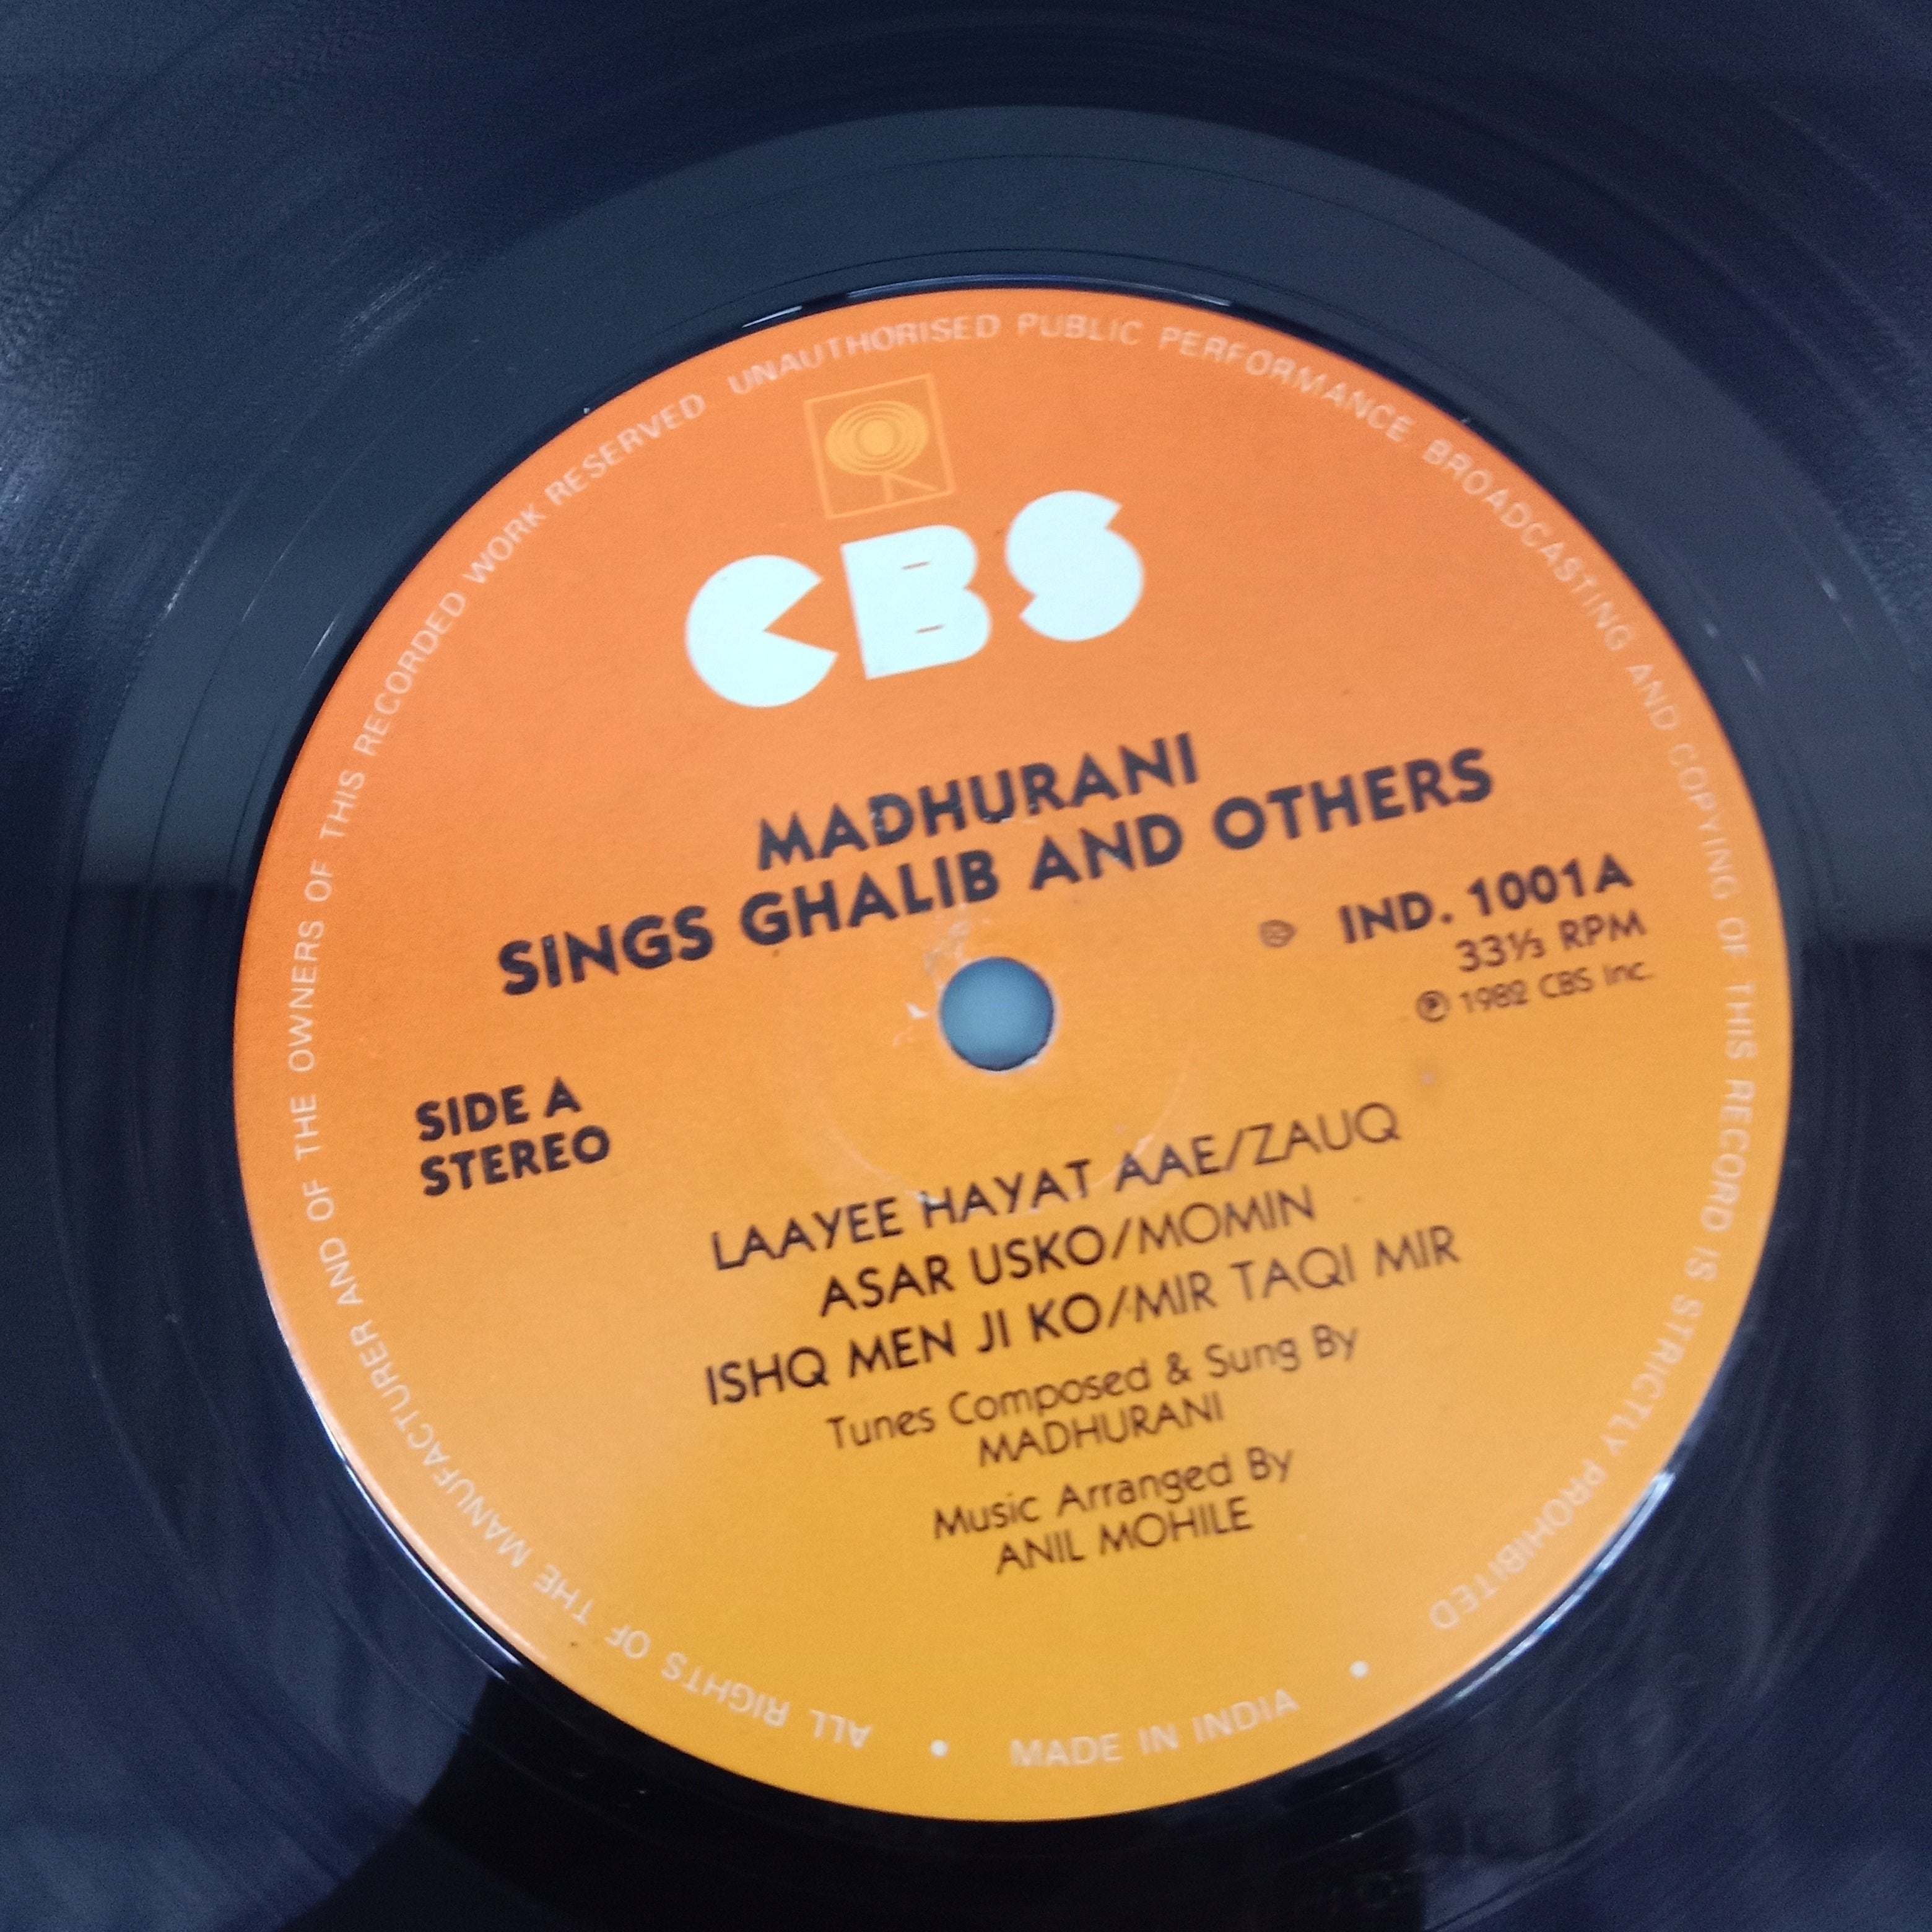 CBS
MADHURANI
SINGS GHALIB AND OTHERS
IND. 1001A
33⅓ RPM
Ⓟ 1982 CBS Inc.
SIDE A
STEREO
LAAYEE HAYAT AAE/ZAUQ
ASAR USKO/MOMIN
ISHQ MEN JI KO/MIR TAQI MIR
Tunes Composed & Sung By
MADHURANI
Music Arranged By
ANIL MOHILE
ALL RIGHTS OF THE MANUFACTURER AND OF THE OWNERS OF THIS RECORDED WORK RESERVED UNAUTHORISED PUBLIC PERFORMANCE BROADCASTING AND COPYING OF THIS RECORD IS STRICTLY PROHIBITED
• MADE IN INDIA •